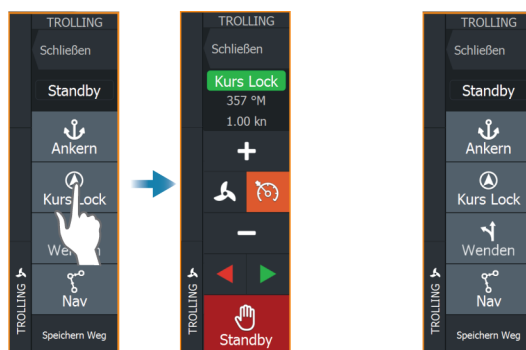 TROLLING
Schließen
Standby
Ankern
Kurs Lock
Wenden
Nav
Speichern Weg
TROLLING
TROLLING
Schließen
Kurs Lock
357 °M
1.00 kn
Standby
TROLLING
TROLLING
Schließen
Standby
Ankern
Kurs Lock
Wenden
Nav
Speichern Weg
TROLLING